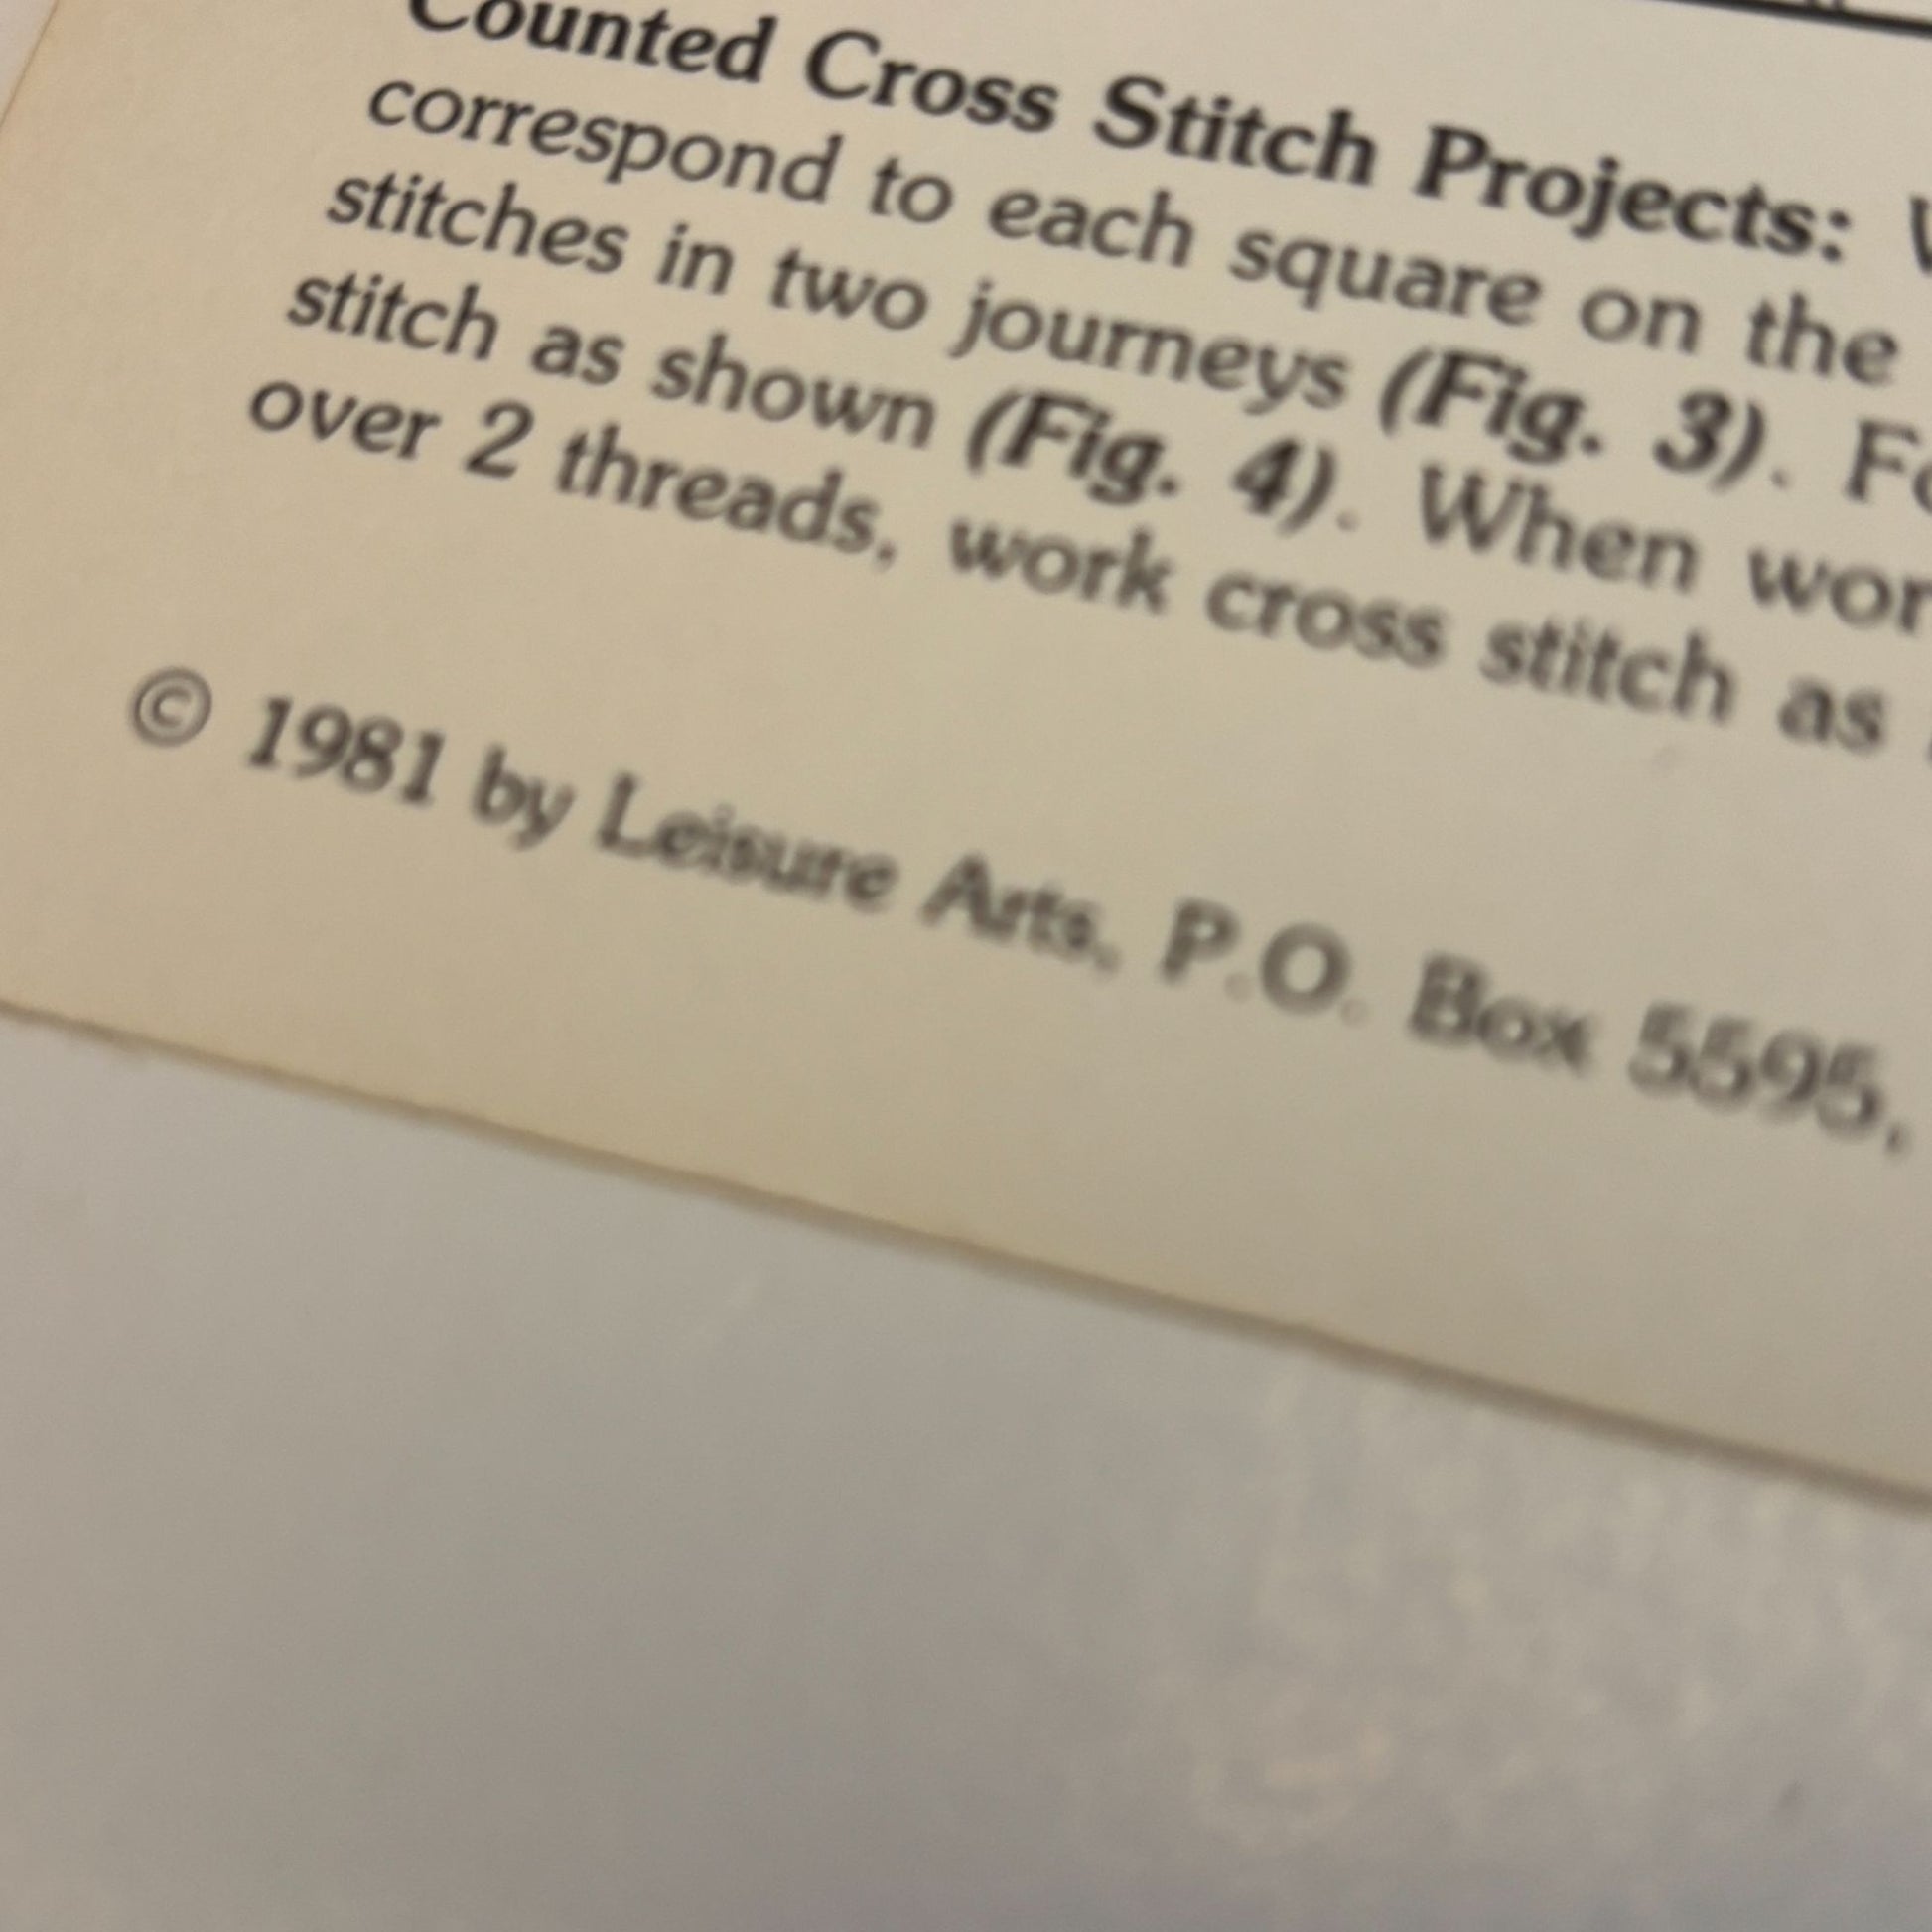 Counted Cross Stitch Projects:
correspond to each square on the
stitches in two journeys (Fig. 3).
stitch as shown (Fig. 4). When
over 2 threads, work cross stitch as
© 1981 by Leisure Arts, P.O. Box 5595,